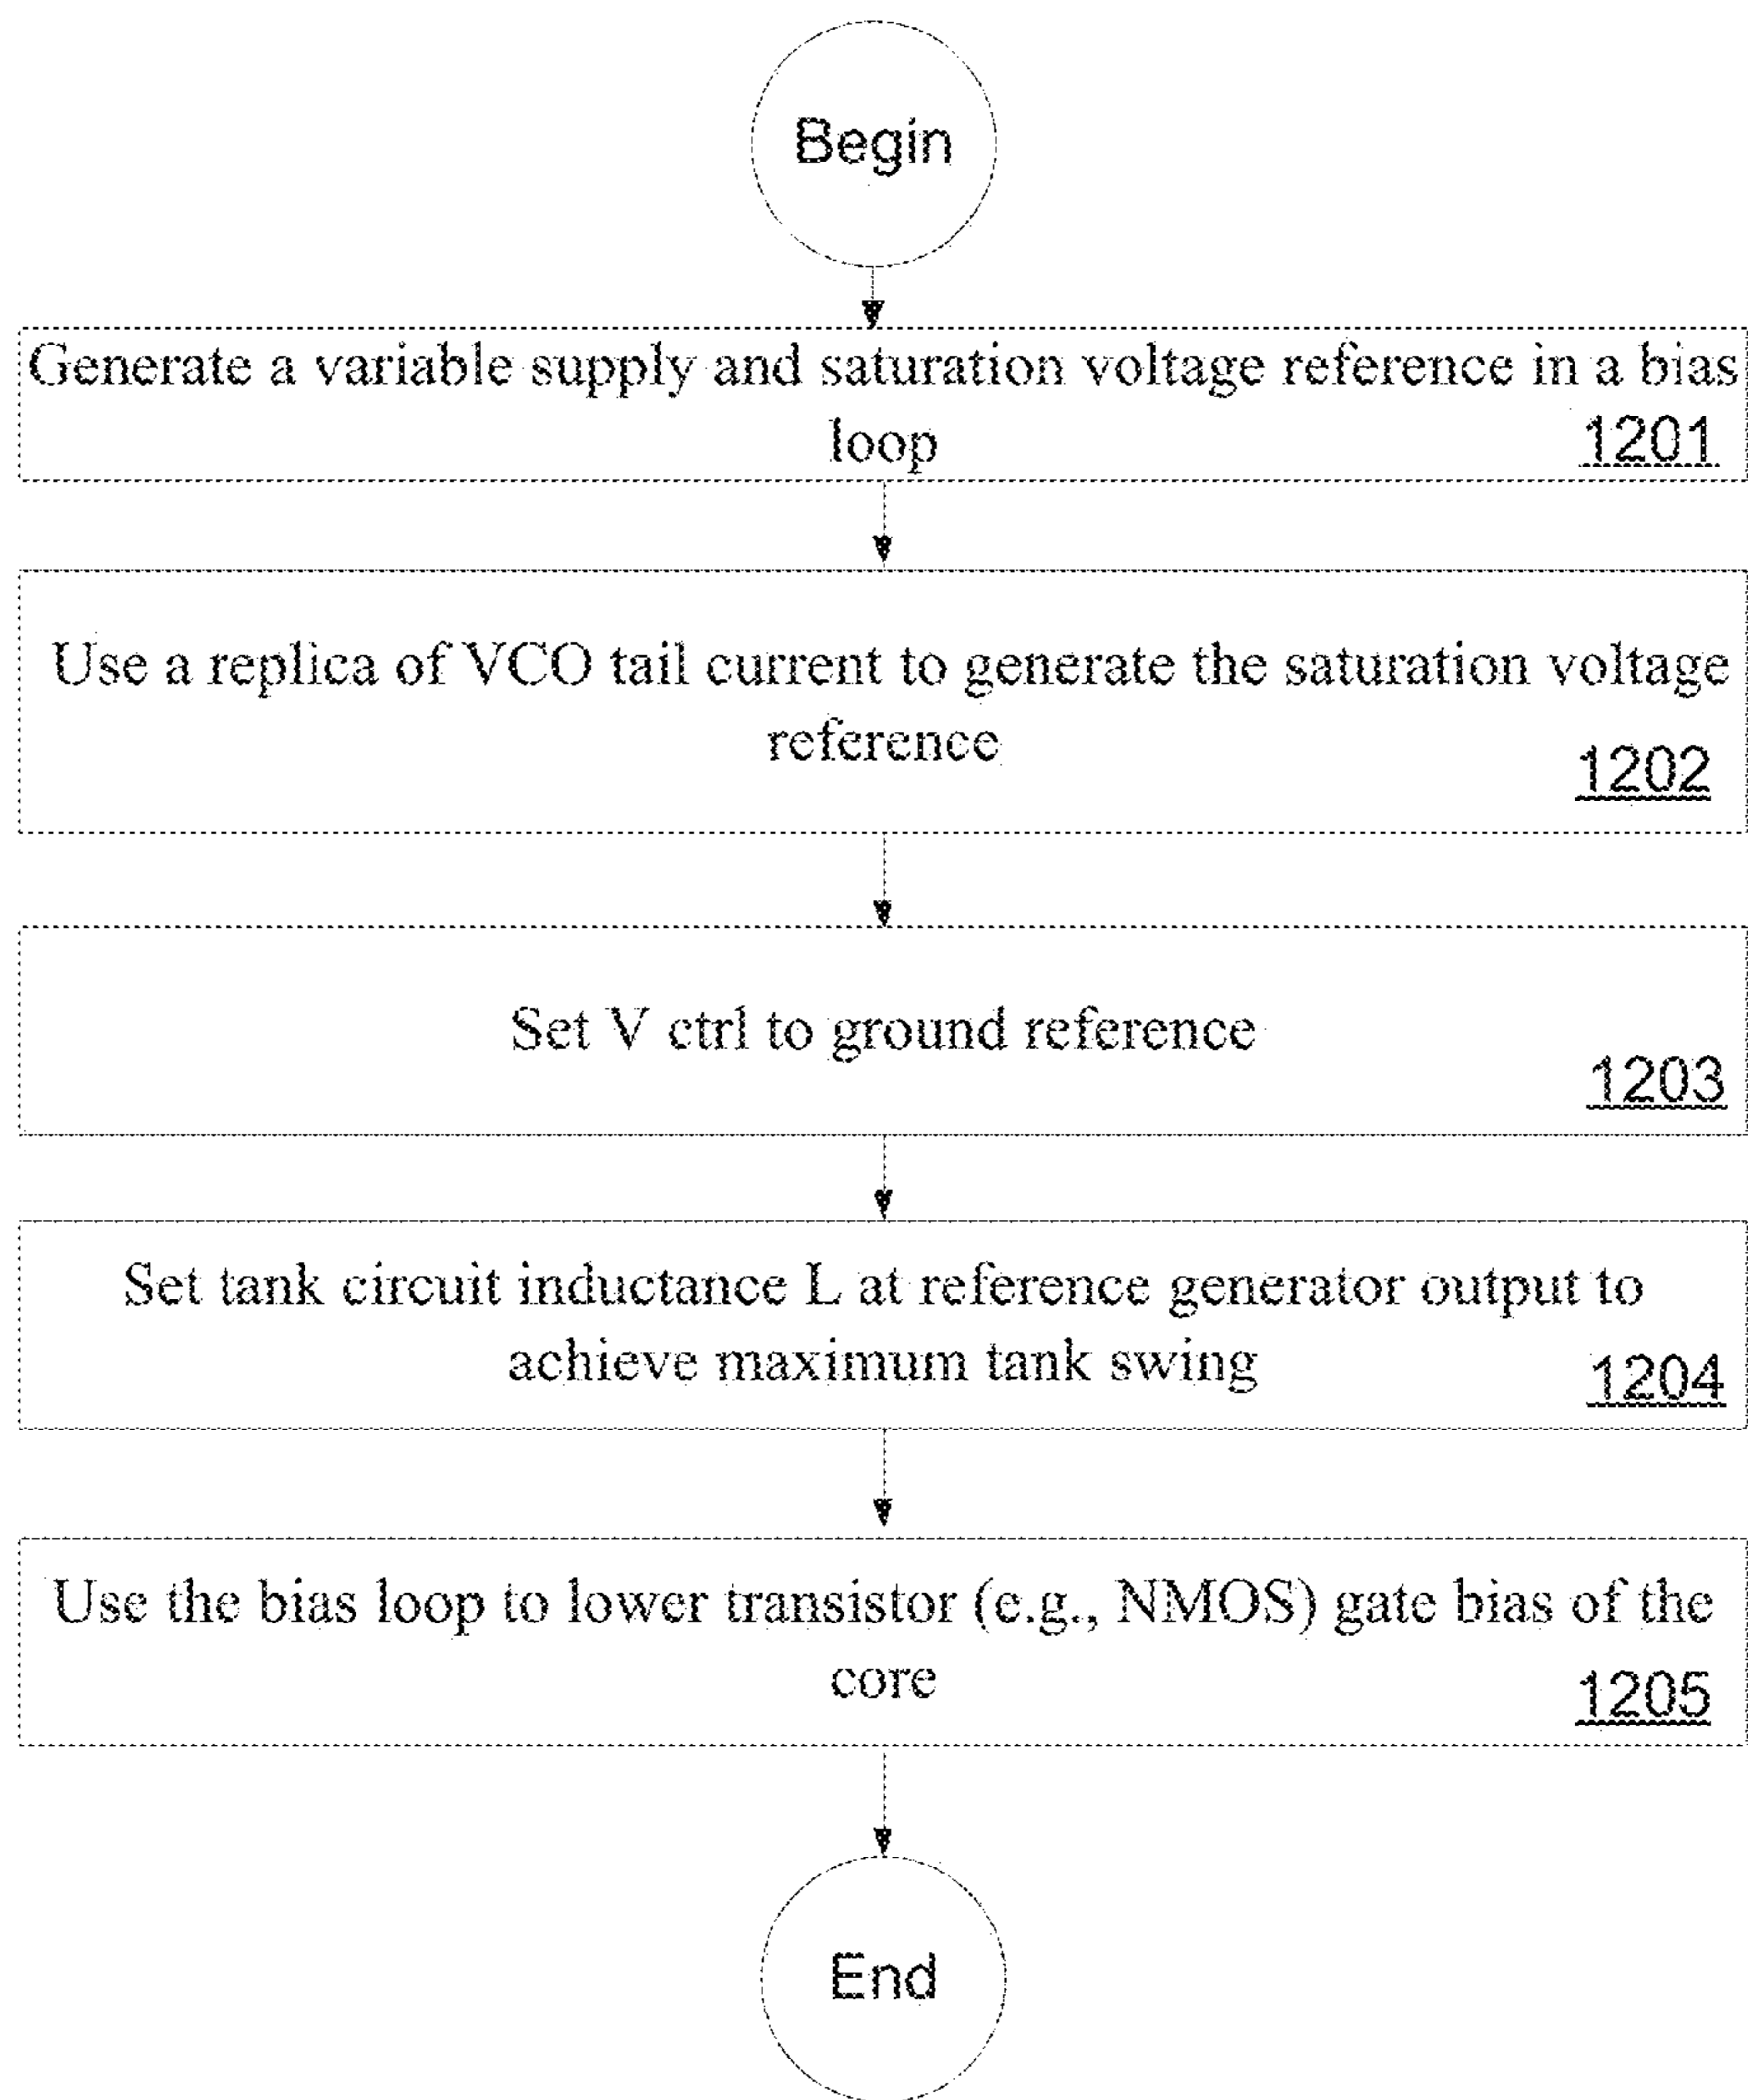 Begin
Generate a variable supply and saturation voltage reference in a bias
loop
1201
Use a replica of VCO tail current to generate the saturation voltage
reference
1202
Set V ctrl to ground reference
1203
Set tank circuit inductance L at reference generator output to
achieve maximum tank swing
1204
Use the bias loop to lower transistor (e.g., NMOS) gate bias of the
core
1205
End